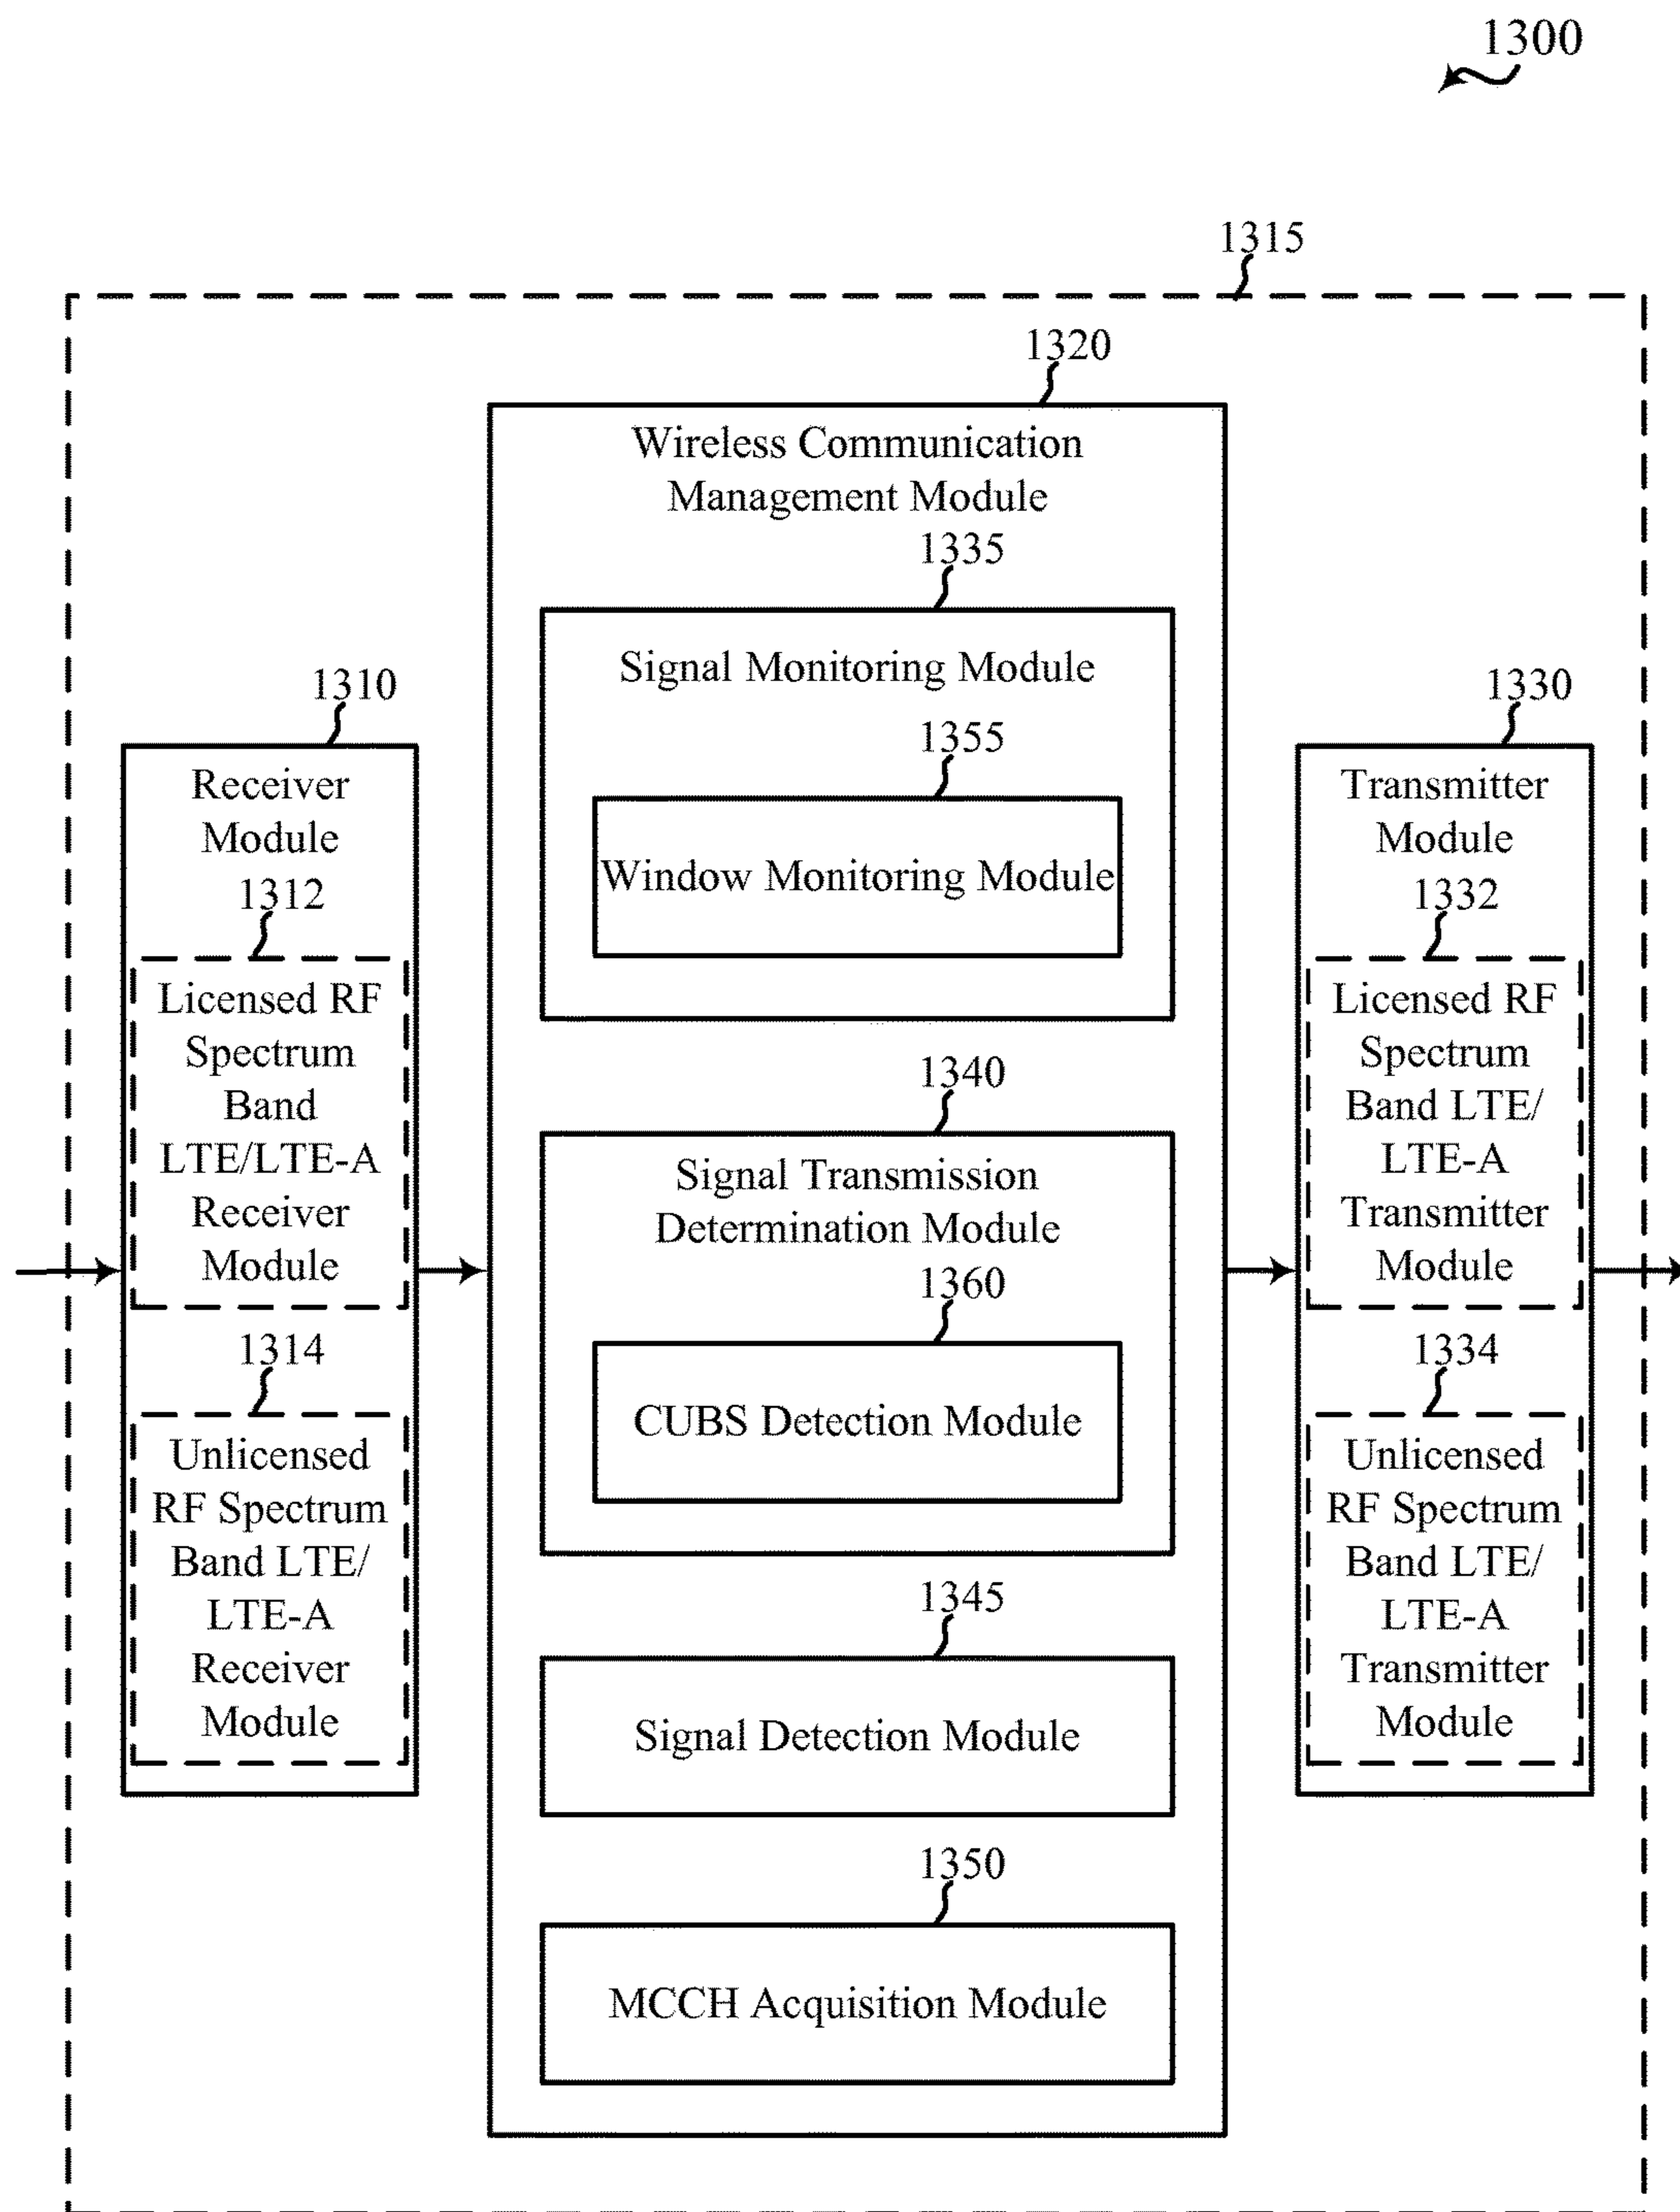 1300
1315
1320
Wireless Communication
Management Module
1335
Signal Monitoring Module
1355
Window Monitoring Module
1310
Receiver
Module
1312
Licensed RF
Spectrum
Band
LTE/LTE-A
Receiver
Module
1314
Unlicensed
RF Spectrum
Band LTE/
LTE-A
Receiver
Module
1340
Signal Transmission
Determination Module
1360
CUBS Detection Module
1345
Signal Detection Module
1350
MCCH Acquisition Module
1330
Transmitter
Module
1332
Licensed RF
Spectrum
Band LTE/
LTE-A
Transmitter
Module
1334
Unlicensed
RF Spectrum
Band LTE/
LTE-A
Transmitter
Module